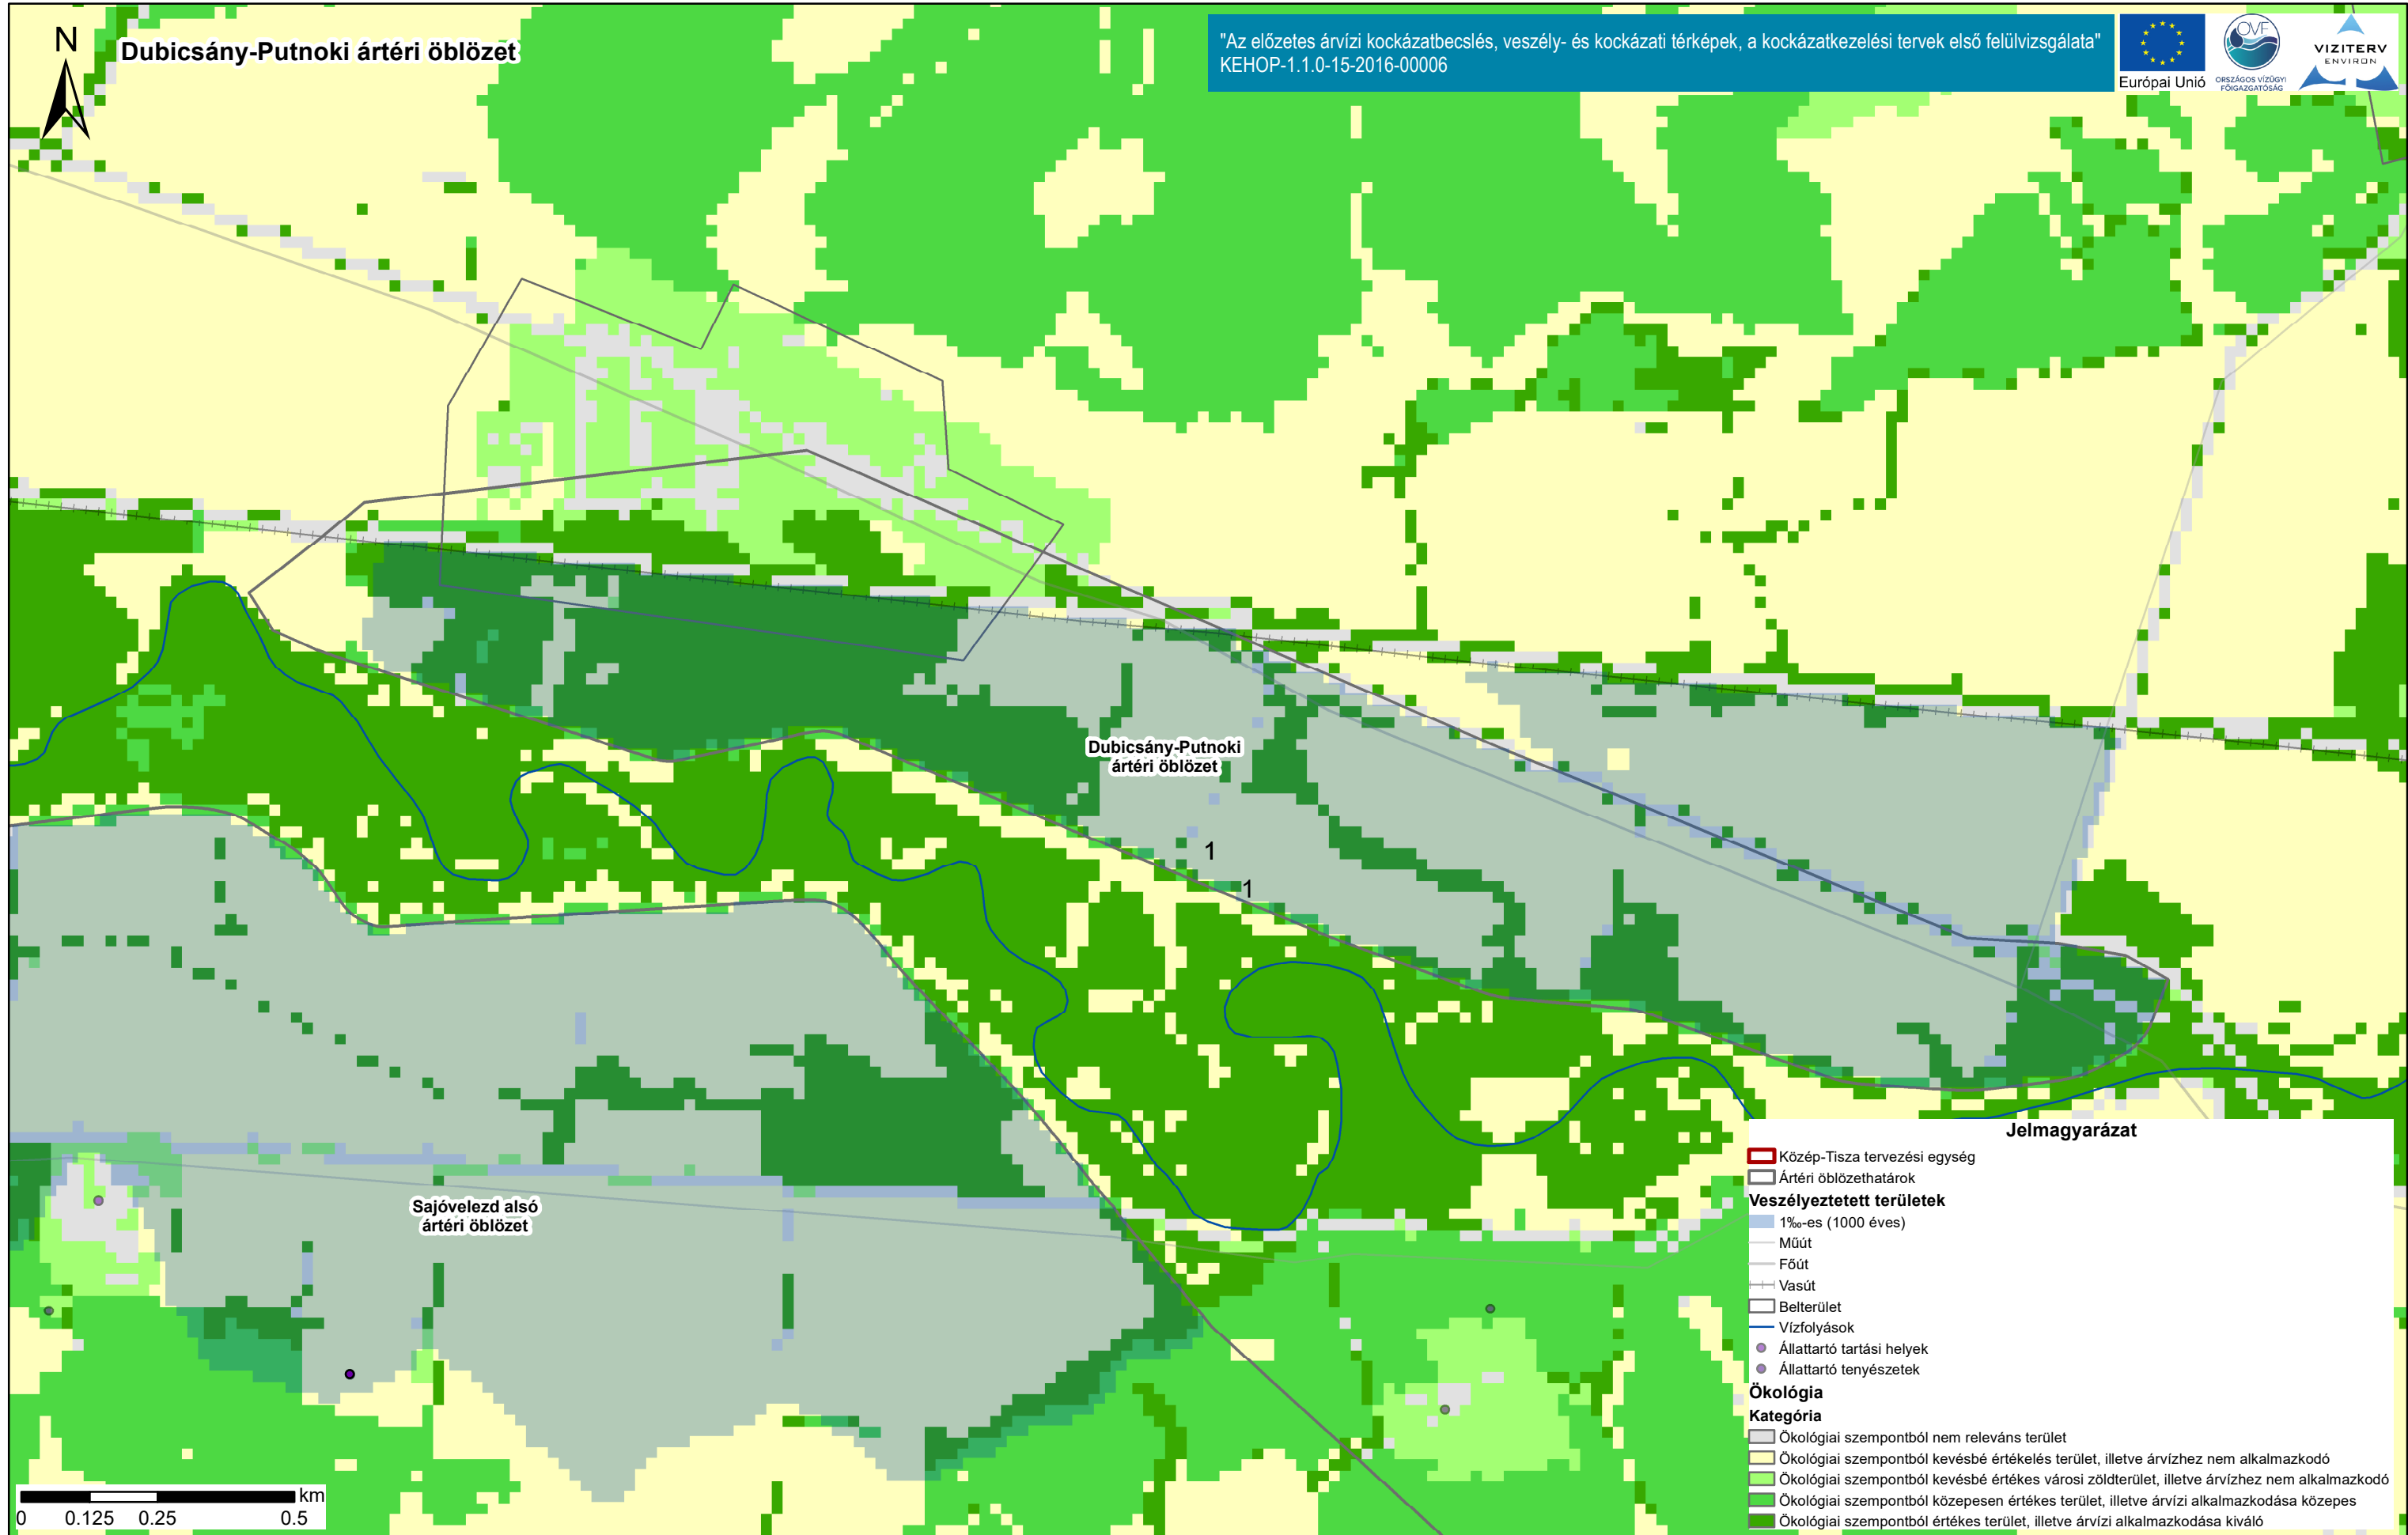 N
Dubicsány-Putnoki ártéri öblözet
"Az előzetes árvízi kockázatbecslés, veszély- és kockázati térképek, a kockázatkezelési tervek első felülvizsgálata"
KEHOP-1.1.0-15-2016-00006
Európai Unió
OVF
ORSZÁGOS VÍZÜGYI
FŐIGAZGATÓSÁG
VIZITERV
ENVIRON
Dubicsány-Putnoki
ártéri öblözet
1
1
Sajóvelezd alsó
ártéri öblözet
km
0 0.125 0.25 0.5
Jelmagyarázat
Közép-Tisza tervezési egység
Ártéri öblözethatárok
Veszélyeztetett területek
1‰-es (1000 éves)
Műút
Főút
Vasút
Belterület
Vízfolyások
Állattartó tartási helyek
Állattartó tenyészetek
Ökológia
Kategória
Ökológiai szempontból nem releváns terület
Ökológiai szempontból kevésbé értékelés terület, illetve árvízhez nem alkalmazkodó
Ökológiai szempontból kevésbé értékes városi zöldterület, illetve árvízhez nem alkalmazkodó
Ökológiai szempontból közepesen értékes terület, illetve árvízi alkalmazkodása közepes
Ökológiai szempontból értékes terület, illetve árvízi alkalmazkodása kiváló